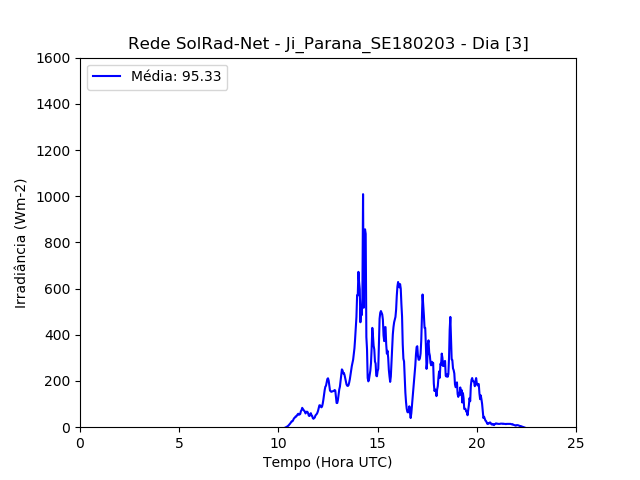 Rede SolRad-Net - Ji_Parana_SE180203 - Dia [3]
Média: 95.33
Irradiância (Wm-2)
1600
1400
1200
1000
800
600
400
200
0
0 5 10 15 20 25
Tempo (Hora UTC)